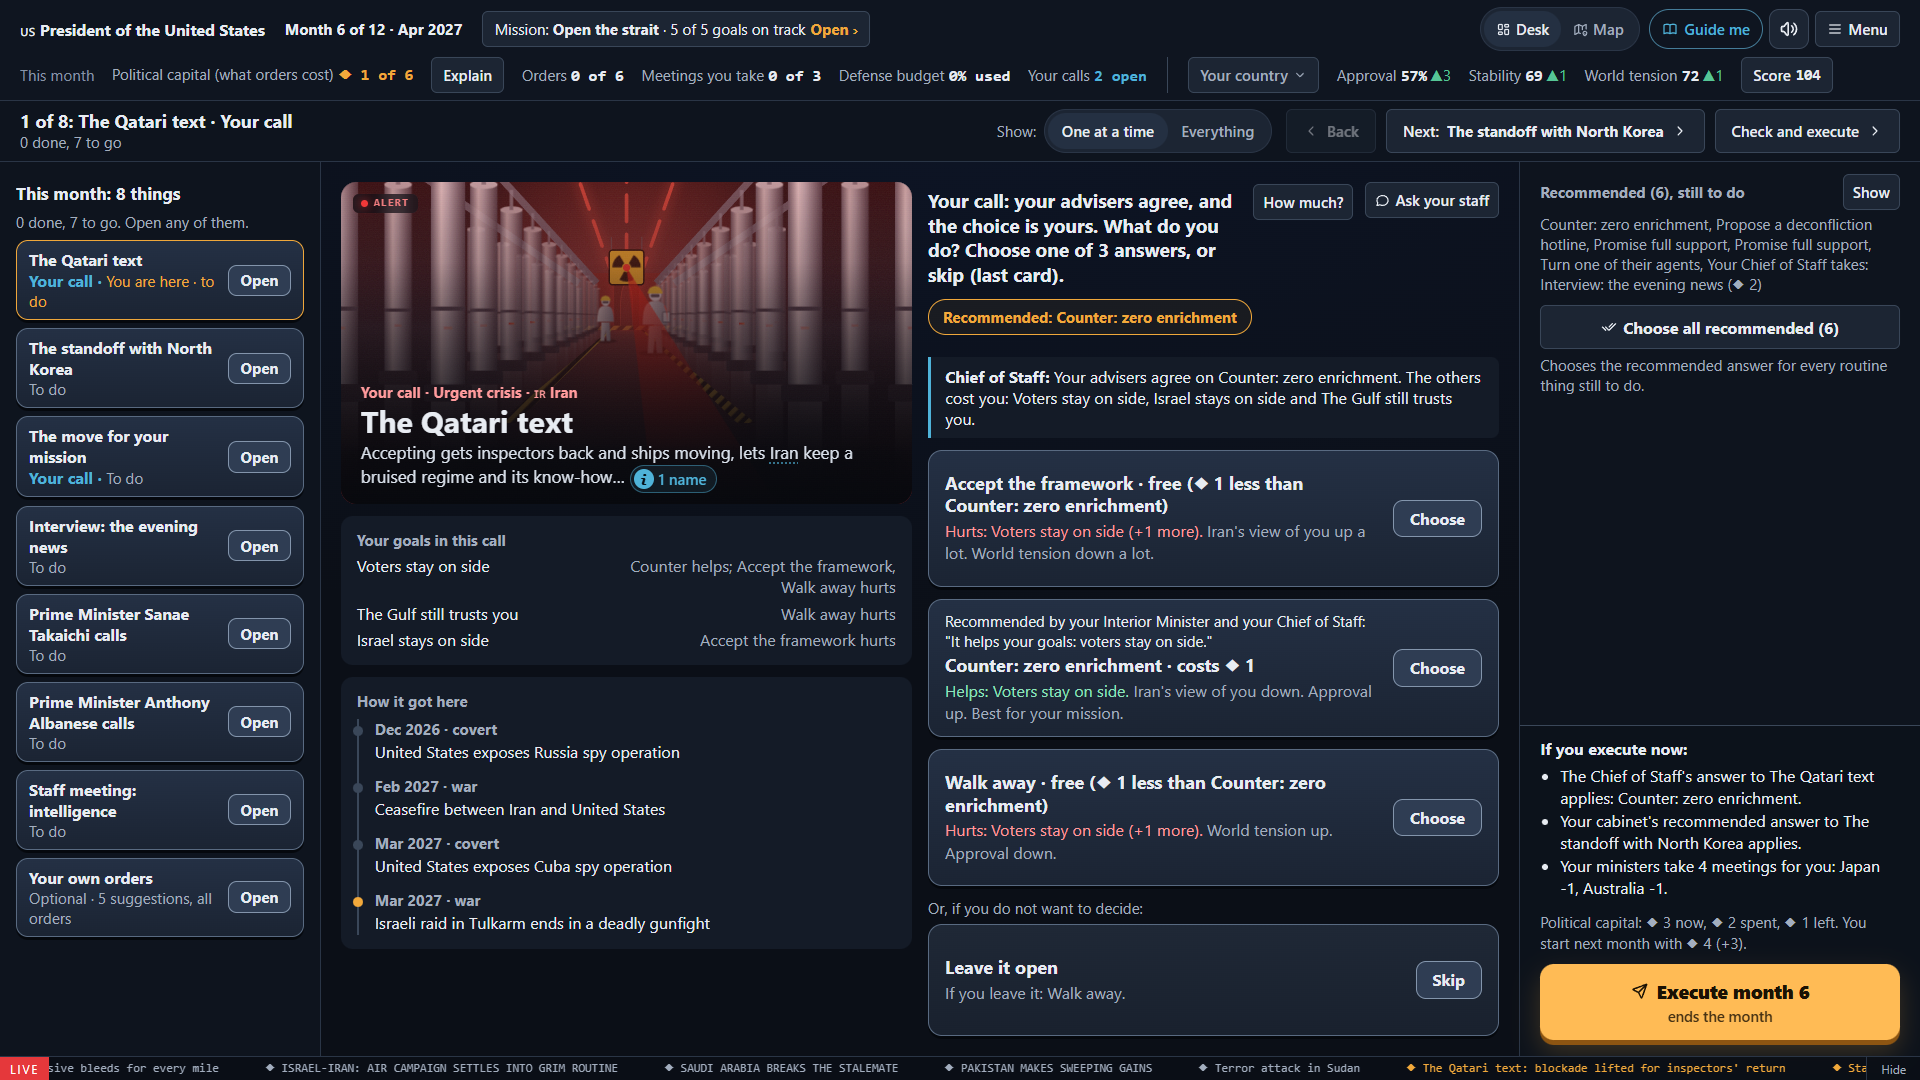 US President of the United States
Month 6 of 12 · Apr 2027
Mission: Open the strait · 5 of 5 goals on track Open ›
Desk
Map
Guide me
Menu
This month
Political capital (what orders cost) ◆ 1 of 6
Explain
Orders 0 of 6
Meetings you take 0 of 3
Defense budget 0% used
Your calls 2 open
Your country
Approval 57% ▲3
Stability 69 ▲1
World tension 72 ▲1
Score 104
1 of 8: The Qatari text · Your call
0 done, 7 to go
Show:
One at a time
Everything
‹ Back
Next: The standoff with North Korea ›
Check and execute ›
This month: 8 things
0 done, 7 to go. Open any of them.
The Qatari text
Your call · You are here · to
do
Open
The standoff with North
Korea
To do
Open
The move for your
mission
Your call · To do
Open
Interview: the evening
news
To do
Open
Prime Minister Sanae
Takaichi calls
To do
Open
Prime Minister Anthony
Albanese calls
To do
Open
Staff meeting:
intelligence
To do
Open
Your own orders
Optional · 5 suggestions, all
orders
Open
ALERT
Your call · Urgent crisis · IR Iran
The Qatari text
Accepting gets inspectors back and ships moving, lets Iran keep a
bruised regime and its know-how... i 1 name
Your goals in this call
Voters stay on side
Counter helps; Accept the framework,
Walk away hurts
The Gulf still trusts you
Walk away hurts
Israel stays on side
Accept the framework hurts
How it got here
Dec 2026 · covert
United States exposes Russia spy operation
Feb 2027 · war
Ceasefire between Iran and United States
Mar 2027 · covert
United States exposes Cuba spy operation
Mar 2027 · war
Israeli raid in Tulkarm ends in a deadly gunfight
Your call: your advisers agree, and
the choice is yours. What do you
do? Choose one of 3 answers, or
skip (last card).
How much?
Ask your staff
Recommended: Counter: zero enrichment
Chief of Staff: Your advisers agree on Counter: zero enrichment. The others
cost you: Voters stay on side, Israel stays on side and The Gulf still trusts
you.
Accept the framework · free (◆ 1 less than
Counter: zero enrichment)
Hurts: Voters stay on side (+1 more). Iran's view of you up a
lot. World tension down a lot.
Choose
Recommended by your Interior Minister and your Chief of Staff:
"It helps your goals: voters stay on side."
Counter: zero enrichment · costs ◆ 1
Helps: Voters stay on side. Iran's view of you down. Approval
up. Best for your mission.
Choose
Walk away · free (◆ 1 less than Counter: zero
enrichment)
Hurts: Voters stay on side (+1 more). World tension up.
Approval down.
Choose
Or, if you do not want to decide:
Leave it open
If you leave it: Walk away.
Skip
Recommended (6), still to do
Show
Counter: zero enrichment, Propose a deconfliction
hotline, Promise full support, Promise full support,
Turn one of their agents, Your Chief of Staff takes:
Interview: the evening news (◆ 2)
Choose all recommended (6)
Chooses the recommended answer for every routine
thing still to do.
If you execute now:
• The Chief of Staff's answer to The Qatari text
applies: Counter: zero enrichment.
• Your cabinet's recommended answer to The
standoff with North Korea applies.
• Your ministers take 4 meetings for you: Japan
-1, Australia -1.
Political capital: ◆ 3 now, ◆ 2 spent, ◆ 1 left. You
start next month with ◆ 4 (+3).
Execute month 6
ends the month
LIVE
sive bleeds for every mile
◆ ISRAEL-IRAN: AIR CAMPAIGN SETTLES INTO GRIM ROUTINE
◆ SAUDI ARABIA BREAKS THE STALEMATE
◆ PAKISTAN MAKES SWEEPING GAINS
◆ Terror attack in Sudan
◆ The Qatari text: blockade lifted for inspectors' return
◆ Sta
Hide